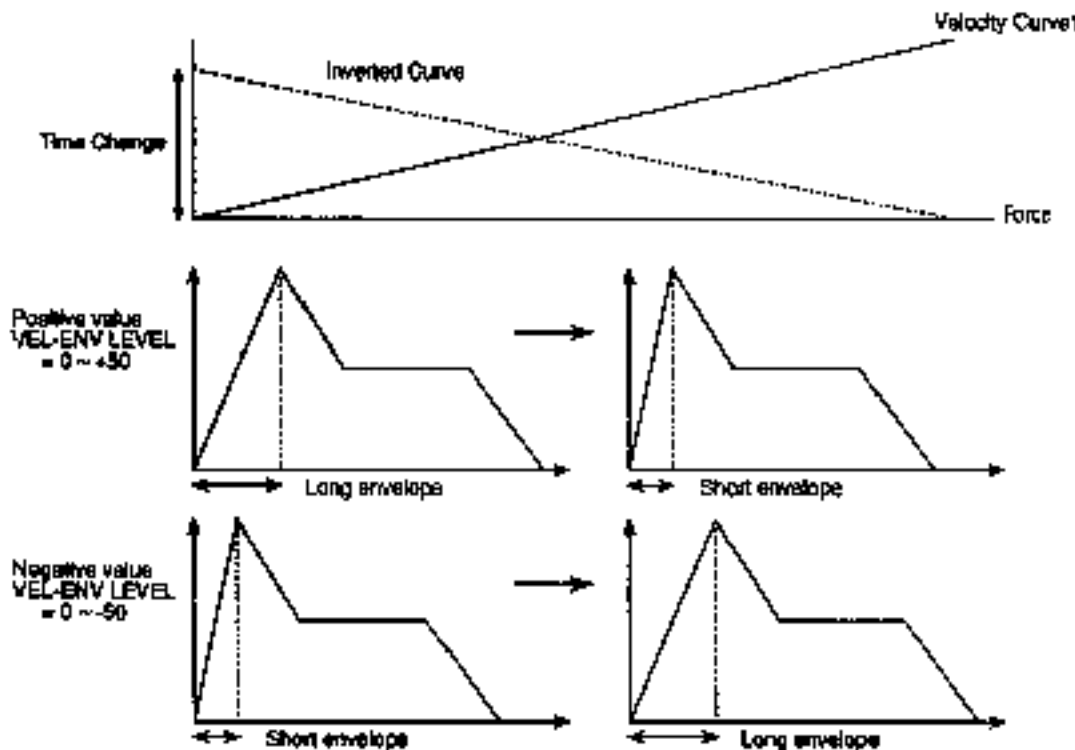 Velocity Curve1
Inverted Curve
Time Change
Force
Positive value
VEL-ENV LEVEL
= 0 ~ +50
Long envelope
Short envelope
Negative value
VEL-ENV LEVEL
= 0 ~ -50
Short envelope
Long envelope